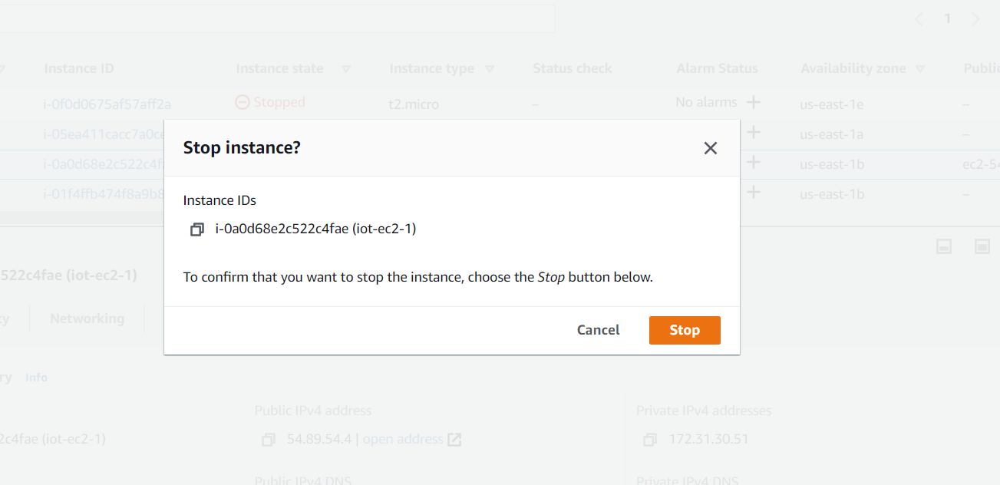 1
Instance ID Instance state Instance type Status check Alarm Status Availability zone Public
i-0f0d0675af57aff2a Stopped t2.micro – No alarms + us-east-1e –
i-05ea411cacc7a0ce + us-east-1a –
i-0a0d68e2c522c4fa + us-east-1b ec2-54
i-01f4ffb474f8a9b8 + us-east-1b –
Stop instance?
Instance IDs
i-0a0d68e2c522c4fae (iot-ec2-1)
To confirm that you want to stop the instance, choose the Stop button below.
Cancel Stop
522c4fae (iot-ec2-1)
ty Networking
ry Info
Public IPv4 address Private IPv4 addresses
2c4fae (iot-ec2-1) 54.89.54.4 | open address 172.31.30.51
Public IPv4 DNS Private IPv4 DNS